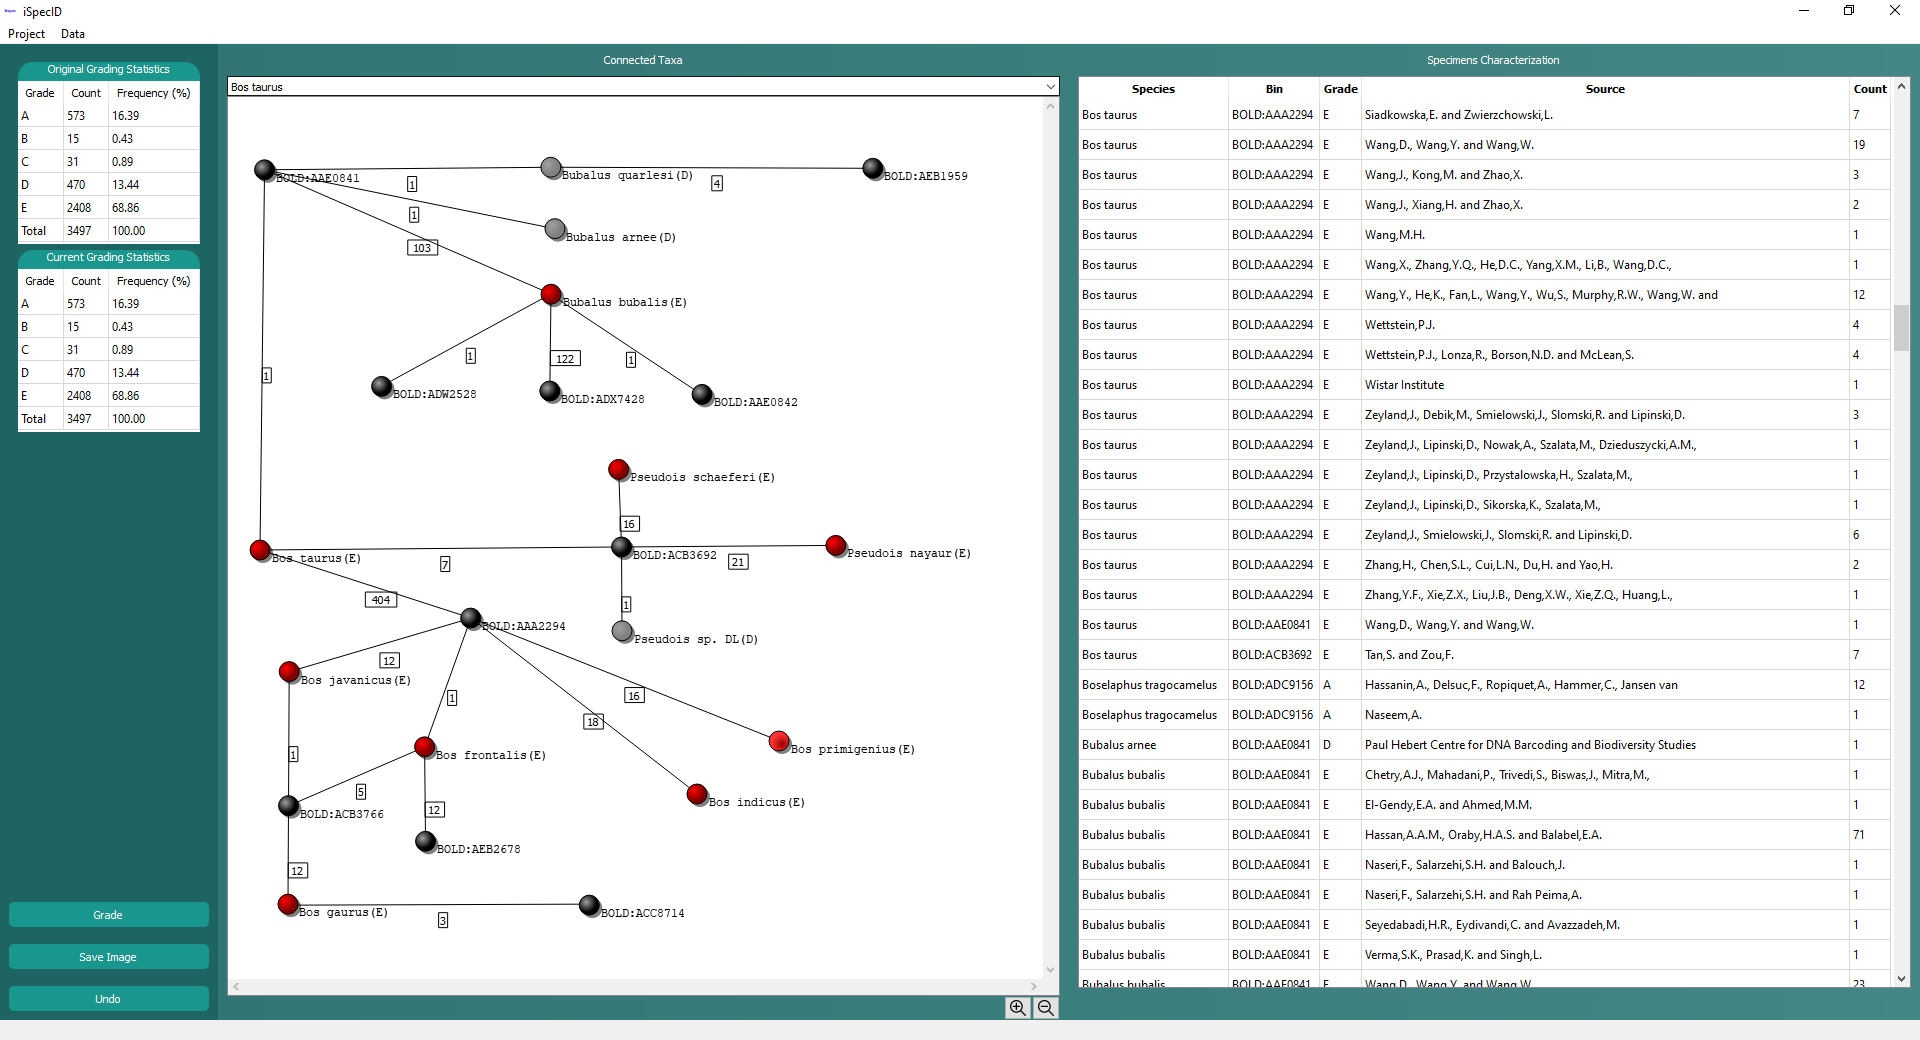 iSpecID
Project Data
Original Grading Statistics
Grade Count Frequency (%)
A 573 16.39
B 15 0.43
C 31 0.89
D 470 13.44
E 2408 68.86
Total 3497 100.00
Current Grading Statistics
Grade Count Frequency (%)
A 573 16.39
B 15 0.43
C 31 0.89
D 470 13.44
E 2408 68.86
Total 3497 100.00
Grade
Save Image
Undo
Connected Taxa
Bos taurus
BOLD:AAE0841
Bubalus quarlesi(D)
BOLD:AEB1959
1
4
1
Bubalus arnee(D)
103
Bubalus bubalis(E)
1
122
1
1
BOLD:ADW2528
BOLD:ADX7428
BOLD:AAE0842
Pseudois schaeferi(E)
16
Bos taurus(E)
BOLD:ACB3692
Pseudois nayaur(E)
7
21
404
1
BOLD:AAA2294
Pseudois sp. DL(D)
12
Bos javanicus(E)
1
16
18
1
Bos frontalis(E)
Bos primigenius(E)
5
12
Bos indicus(E)
BOLD:ACB3766
BOLD:AEB2678
12
Bos gaurus(E)
3
BOLD:ACC8714
Specimens Characterization
Species Bin Grade Source Count
Bos taurus BOLD:AAA2294 E Siadkowska,E. and Zwierzchowski,L. 7
Bos taurus BOLD:AAA2294 E Wang,D., Wang,Y. and Wang,W. 19
Bos taurus BOLD:AAA2294 E Wang,J., Kong,M. and Zhao,X. 3
Bos taurus BOLD:AAA2294 E Wang,J., Xiang,H. and Zhao,X. 2
Bos taurus BOLD:AAA2294 E Wang,M.H. 1
Bos taurus BOLD:AAA2294 E Wang,X., Zhang,Y.Q., He,D.C., Yang,X.M., Li,B., Wang,D.C., 1
Bos taurus BOLD:AAA2294 E Wang,Y., He,K., Fan,L., Wang,Y., Wu,S., Murphy,R.W., Wang,W. and 12
Bos taurus BOLD:AAA2294 E Wettstein,P.J. 4
Bos taurus BOLD:AAA2294 E Wettstein,P.J., Lonza,R., Borson,N.D. and McLean,S. 4
Bos taurus BOLD:AAA2294 E Wistar Institute 1
Bos taurus BOLD:AAA2294 E Zeyland,J., Debik,M., Smielowski,J., Slomski,R. and Lipinski,D. 3
Bos taurus BOLD:AAA2294 E Zeyland,J., Lipinski,D., Nowak,A., Szalata,M., Dzieduszycki,A.M., 1
Bos taurus BOLD:AAA2294 E Zeyland,J., Lipinski,D., Przystalowska,H., Szalata,M., 1
Bos taurus BOLD:AAA2294 E Zeyland,J., Lipinski,D., Sikorska,K., Szalata,M., 1
Bos taurus BOLD:AAA2294 E Zeyland,J., Smielowski,J., Slomski,R. and Lipinski,D. 6
Bos taurus BOLD:AAA2294 E Zhang,H., Chen,S.L., Cui,L.N., Du,H. and Yao,H. 2
Bos taurus BOLD:AAA2294 E Zhang,Y.F., Xie,Z.X., Liu,J.B., Deng,X.W., Xie,Z.Q., Huang,L., 1
Bos taurus BOLD:AAE0841 E Wang,D., Wang,Y. and Wang,W. 1
Bos taurus BOLD:ACB3692 E Tan,S. and Zou,F. 7
Boselaphus tragocamelus BOLD:ADC9156 A Hassanin,A., Delsuc,F., Ropiquet,A., Hammer,C., Jansen van 12
Boselaphus tragocamelus BOLD:ADC9156 A Naseem,A. 1
Bubalus arnee BOLD:AAE0841 D Paul Hebert Centre for DNA Barcoding and Biodiversity Studies 1
Bubalus bubalis BOLD:AAE0841 E Chetry,A.J., Mahadani,P., Trivedi,S., Biswas,J., Mitra,M., 1
Bubalus bubalis BOLD:AAE0841 E El-Gendy,E.A. and Ahmed,M.M. 1
Bubalus bubalis BOLD:AAE0841 E Hassan,A.A.M., Oraby,H.A.S. and Balabel,E.A. 71
Bubalus bubalis BOLD:AAE0841 E Naseri,F., Salarzehi,S.H. and Balouch,J. 1
Bubalus bubalis BOLD:AAE0841 E Naseri,F., Salarzehi,S.H. and Rah Peima,A. 1
Bubalus bubalis BOLD:AAE0841 E Seyedabadi,H.R., Eydivandi,C. and Avazzadeh,M. 1
Bubalus bubalis BOLD:AAE0841 E Verma,S.K., Prasad,K. and Singh,L. 1
Bubalus bubalis BOLD:AAE0841 E Wang,D., Wang,Y. and Wang,W. 23